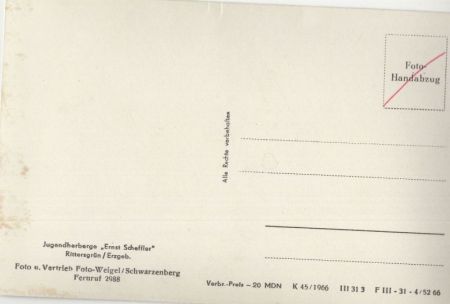 Foto-
Handabzug
Alle Rechte vorbehalten
Jugendherberge „Ernst Scheffler"
Rittersgrün/Erzgeb.
Foto u. Vertrieb Foto-Weigel/Schwarzenberg
Fernruf 2988
Verbr.-Preis – 20 MDN K 45/1966 III 31 3 F III - 31 - 4/52 66